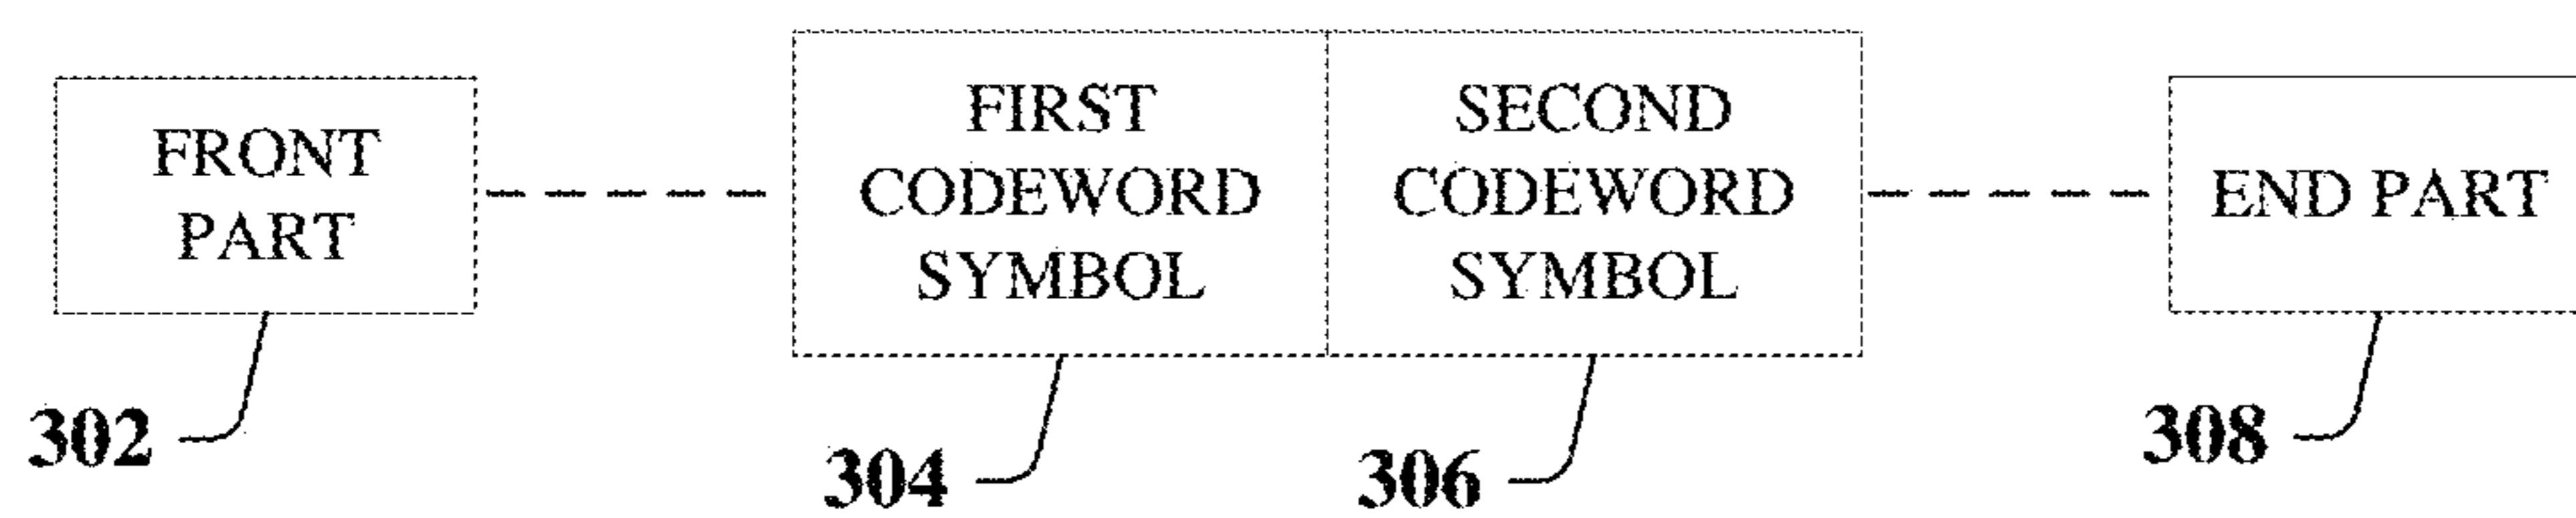 FRONT
PART
FIRST
CODEWORD
SYMBOL
SECOND
CODEWORD
SYMBOL
END PART
302
304
306
308